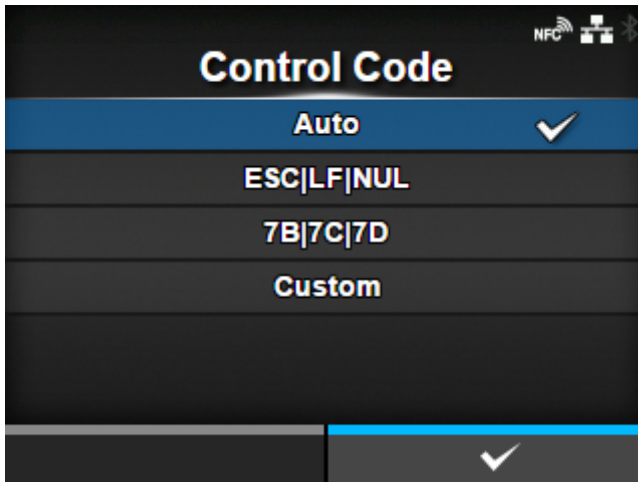 NFC
Control Code
Auto
ESC|LF|NUL
7B|7C|7D
Custom